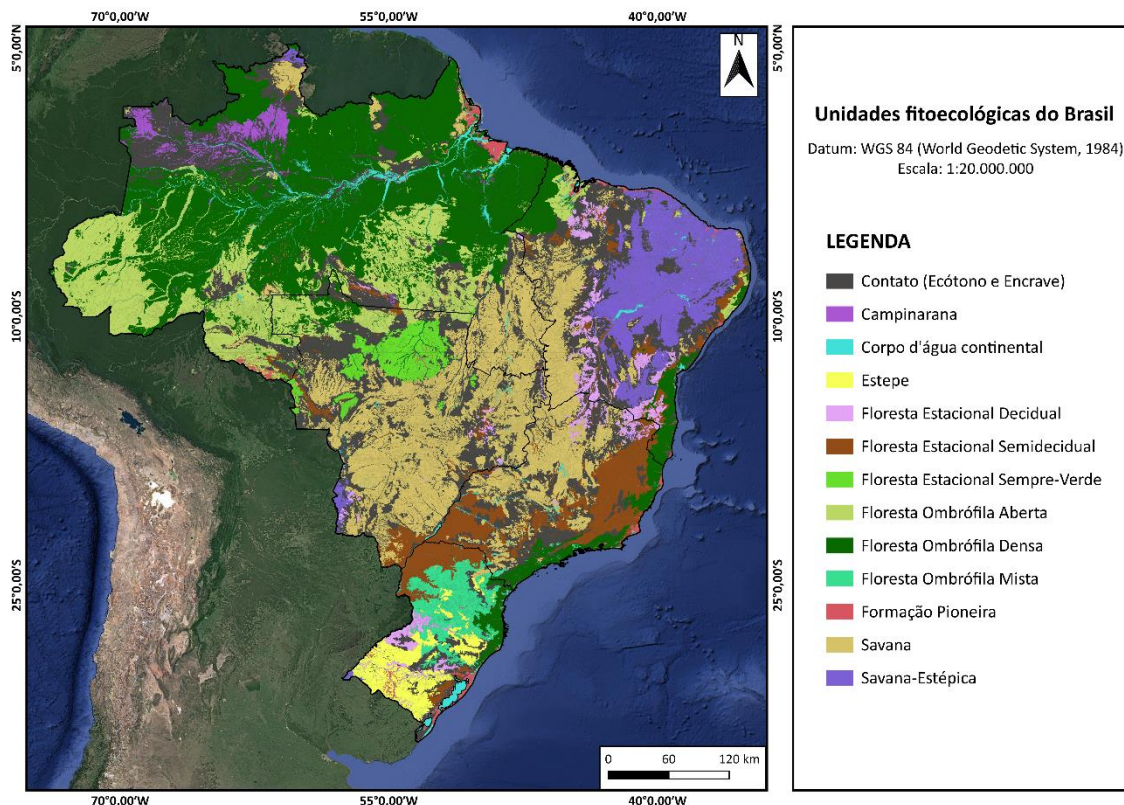 70°0,00'W 55°0,00'W 40°0,00'W
5°0,00'N
5°0,00'N
N
10°0,00'S
10°0,00'S
25°0,00'S
25°0,00'S
0 60 120 km
70°0,00'W 55°0,00'W 40°0,00'W
Unidades fitoecológicas do Brasil
Datum: WGS 84 (World Geodetic System, 1984)
Escala: 1:20.000.000
LEGENDA
Contato (Ecótono e Encrave)
Campinarana
Corpo d'água continental
Estepe
Floresta Estacional Decidual
Floresta Estacional Semidecidual
Floresta Estacional Sempre-Verde
Floresta Ombrófila Aberta
Floresta Ombrófila Densa
Floresta Ombrófila Mista
Formação Pioneira
Savana
Savana-Estépica